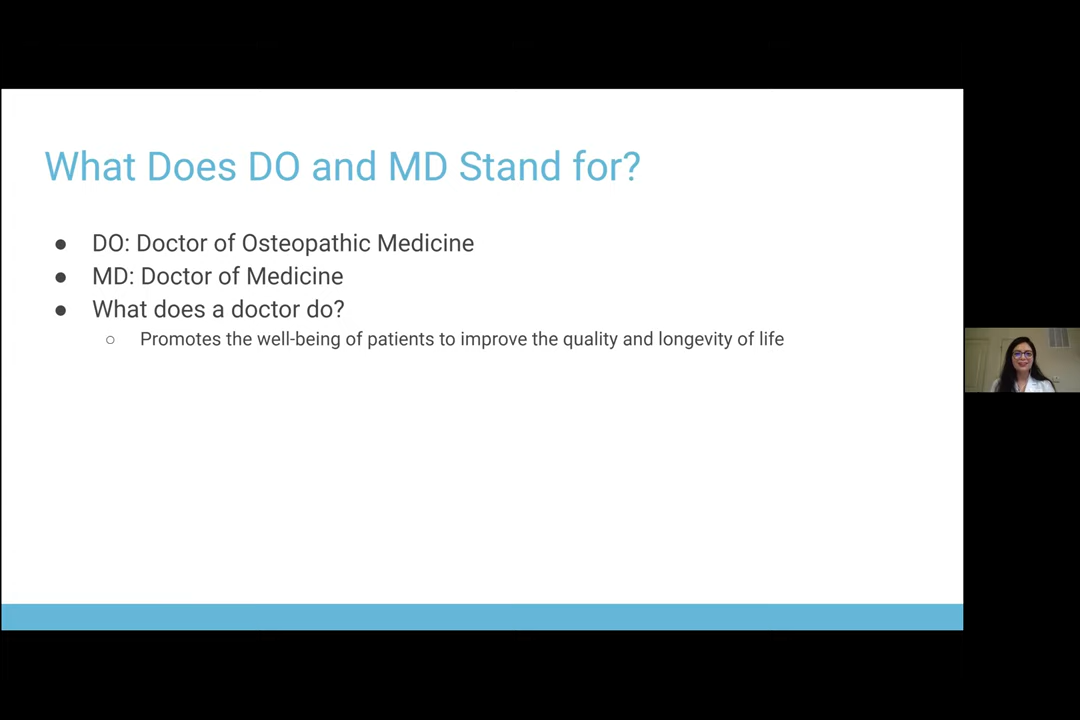 What Does DO and MD Stand for?
● DO: Doctor of Osteopathic Medicine
● MD: Doctor of Medicine
● What does a doctor do?
○ Promotes the well-being of patients to improve the quality and longevity of life